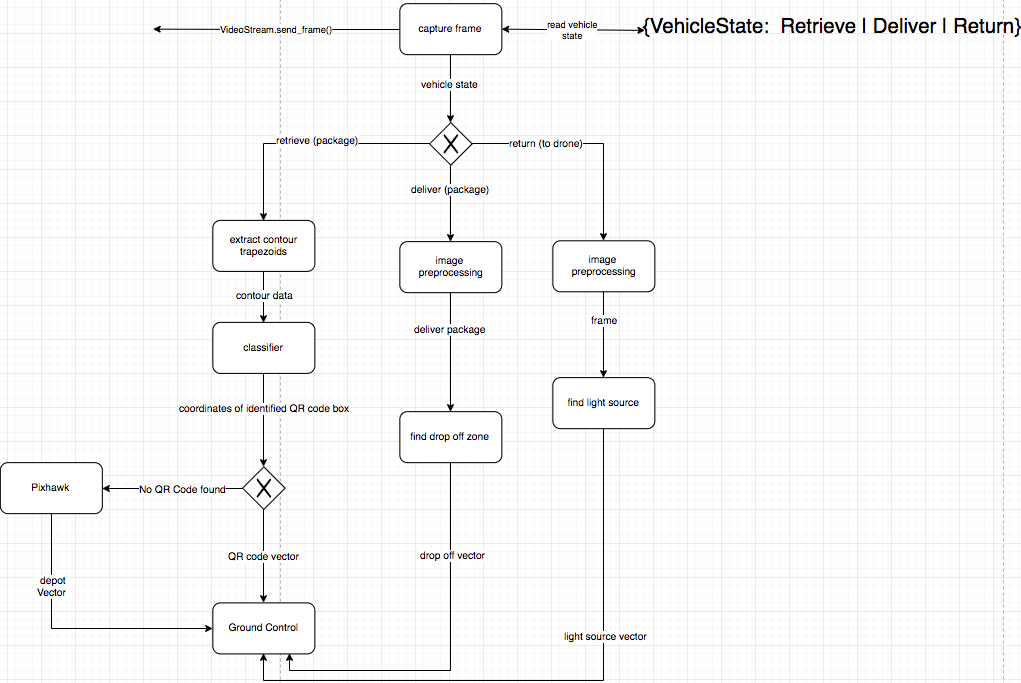 VideoStream.send_frame()
capture frame
read vehicle
state
{VehicleState:  Retrieve | Deliver | Return}
vehicle state
retrieve (package)
return (to drone)
deliver (package)
extract contour
trapezoids
image
preprocessing
image
preprocessing
contour data
frame
deliver package
classifier
find light source
coordinates of identified QR code box
find drop off zone
Pixhawk
No QR Code found
QR code vector
drop off vector
depot
Vector
Ground Control
light source vector